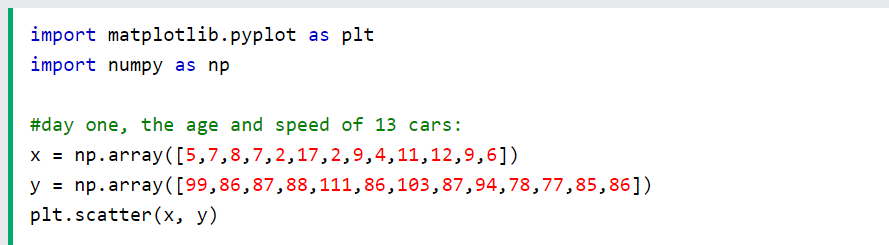 import matplotlib.pyplot as plt
import numpy as np
#day one, the age and speed of 13 cars:
x = np.array([5,7,8,7,2,17,2,9,4,11,12,9,6])
y = np.array([99,86,87,88,111,86,103,87,94,78,77,85,86])
plt.scatter(x, y)